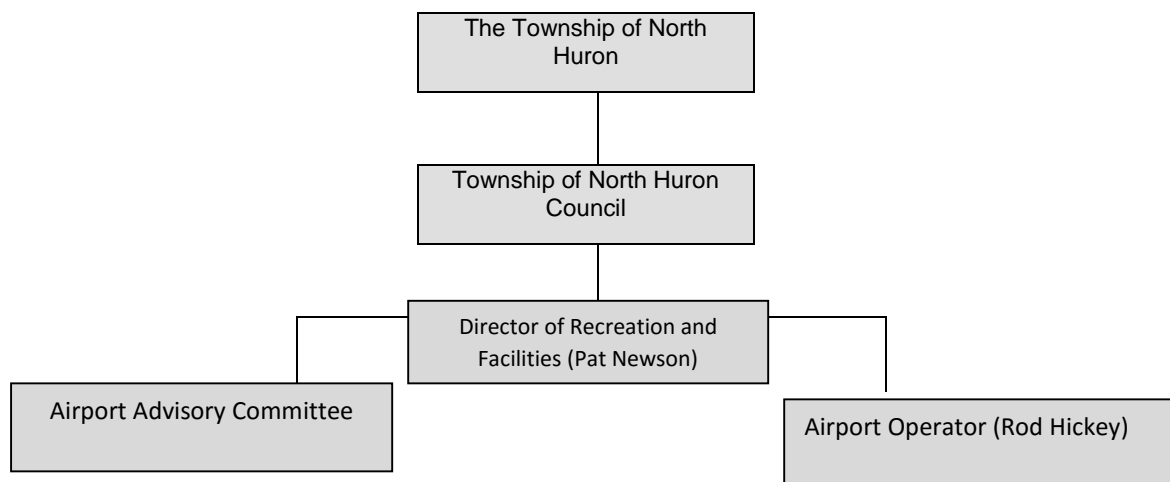 The Township of North
Huron
Township of North Huron
Council
Director of Recreation and
Facilities (Pat Newson)
Airport Advisory Committee
Airport Operator (Rod Hickey)